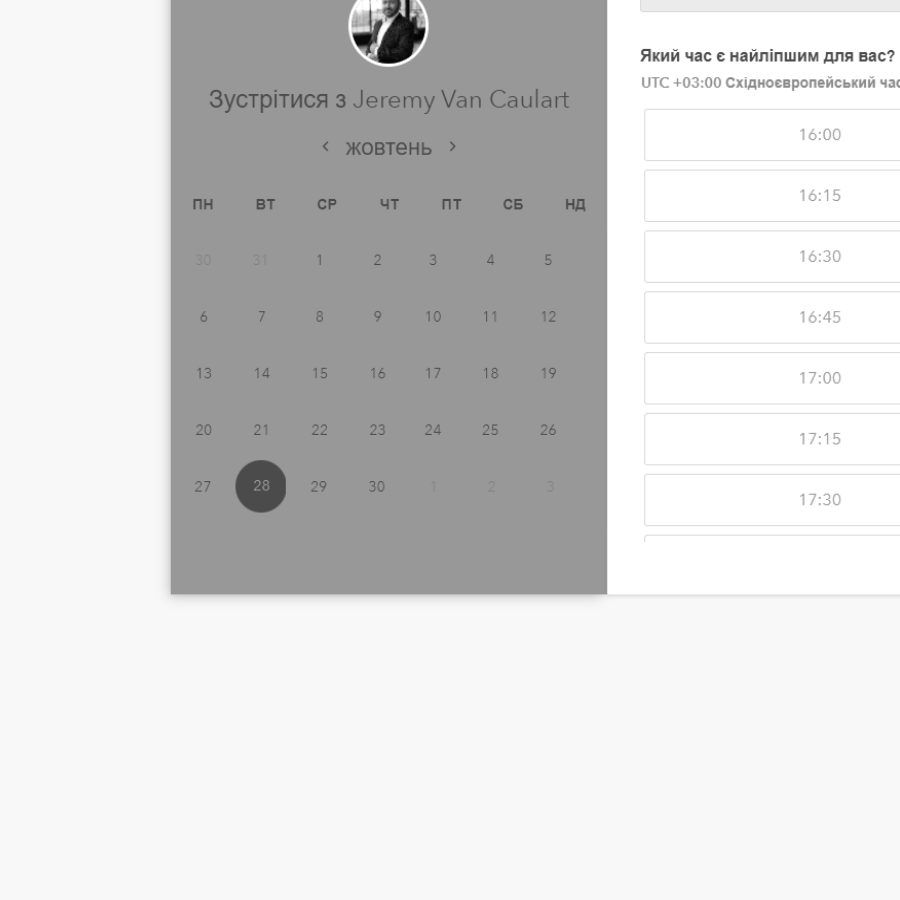 Зустрітися з Jeremy Van Caulart
жовтень
ПН ВТ СР ЧТ ПТ СБ НД
30 31 1 2 3 4 5
6 7 8 9 10 11 12
13 14 15 16 17 18 19
20 21 22 23 24 25 26
27 28 29 30 1 2 3
Який час є найліпшим для вас?
UTC +03:00 Східноєвропейський час
16:00
16:15
16:30
16:45
17:00
17:15
17:30